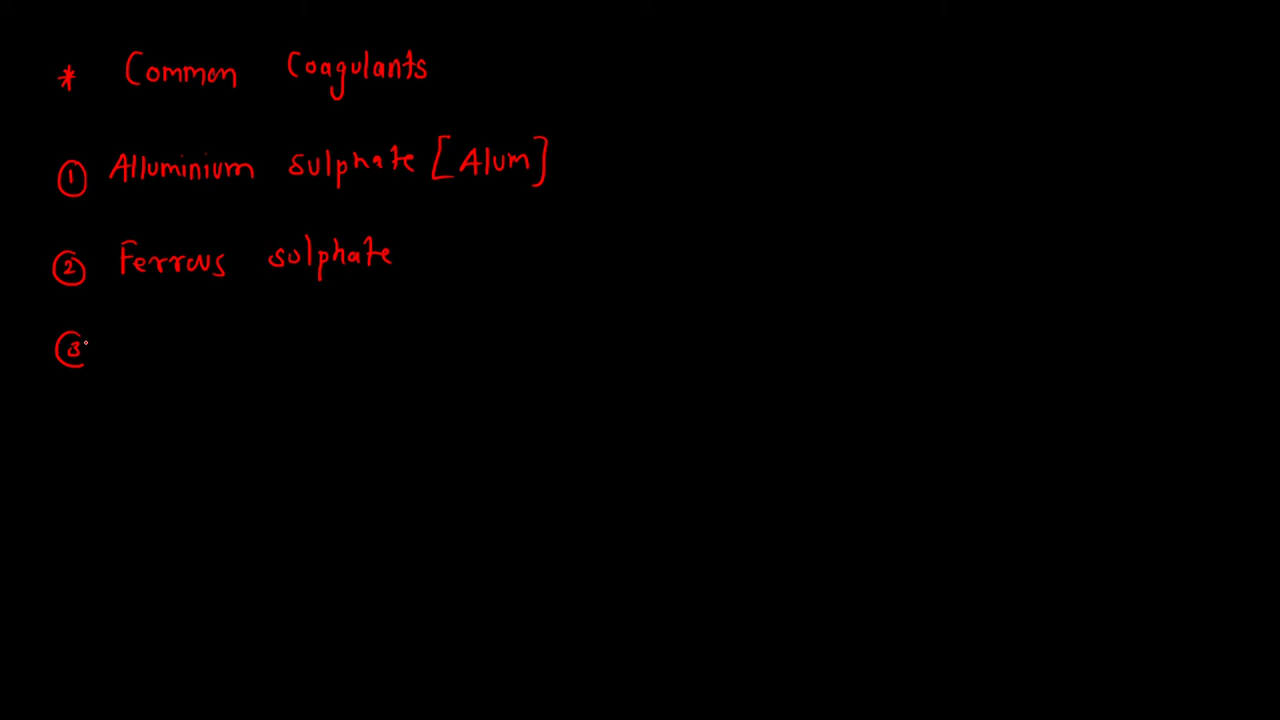 * Common Coagulants
① Alluminium sulphate [Alum]
② Ferrous sulphate
③